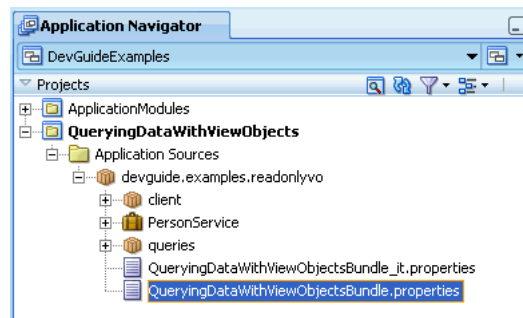 Application Navigator
DevGuideExamples
Projects
ApplicationModules
QueryingDataWithViewObjects
Application Sources
devguide.examples.readonlyvo
client
PersonService
queries
QueryingDataWithViewObjectsBundle_it.properties
QueryingDataWithViewObjectsBundle.properties